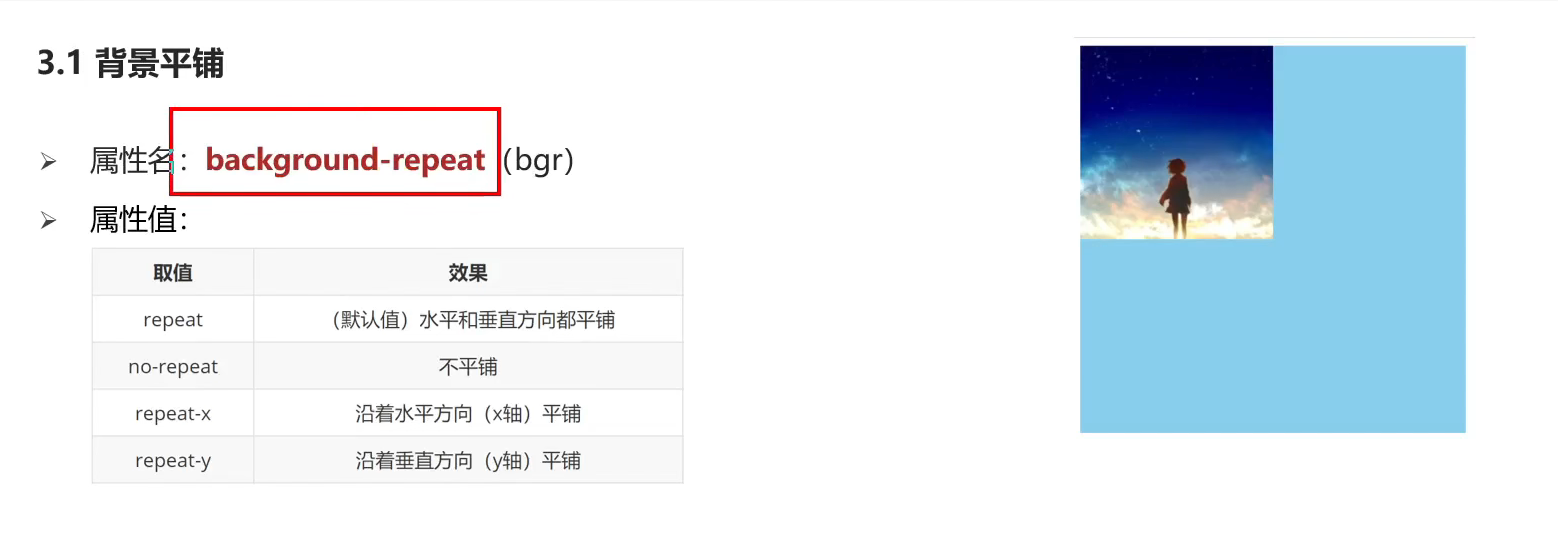 3.1 背景平铺
➢ 属性名：background-repeat（bgr）
➢ 属性值：
取值 效果
repeat （默认值）水平和垂直方向都平铺
no-repeat 不平铺
repeat-x 沿着水平方向（x轴）平铺
repeat-y 沿着垂直方向（y轴）平铺